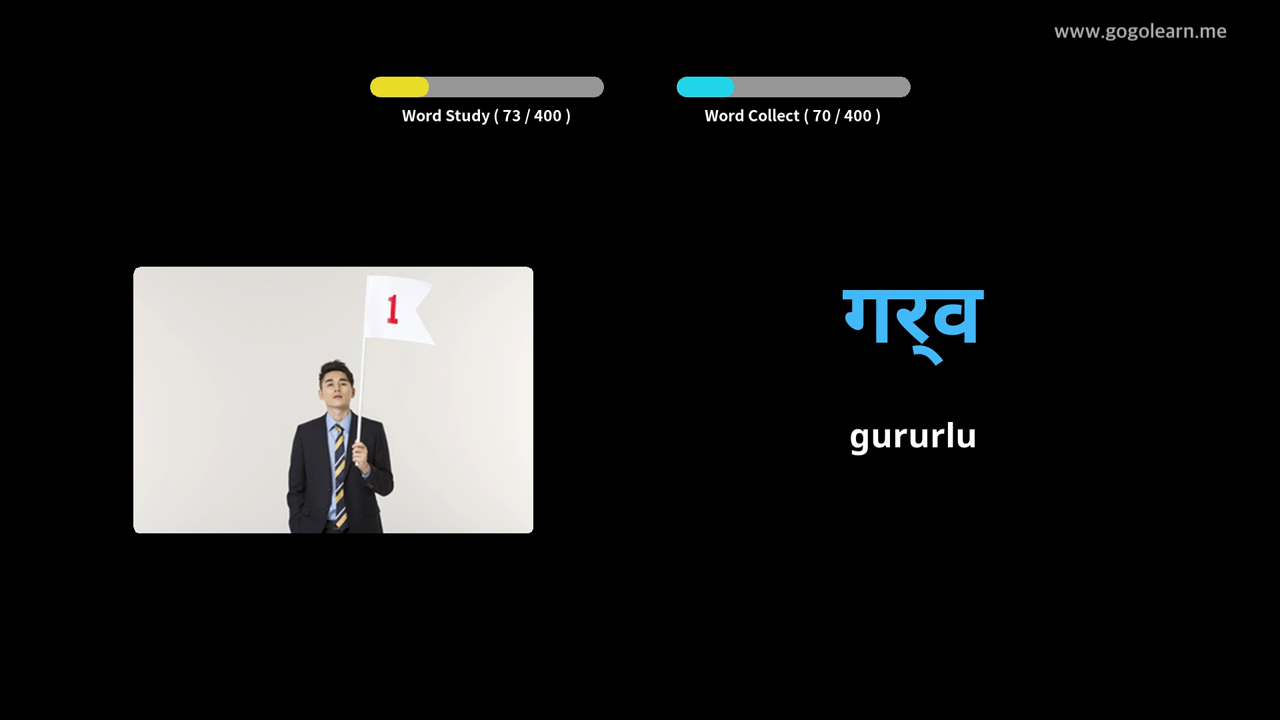 www.gogolearn.me
Word Study ( 73 / 400 )
Word Collect ( 70 / 400 )
1
गर्‌व
gururlu